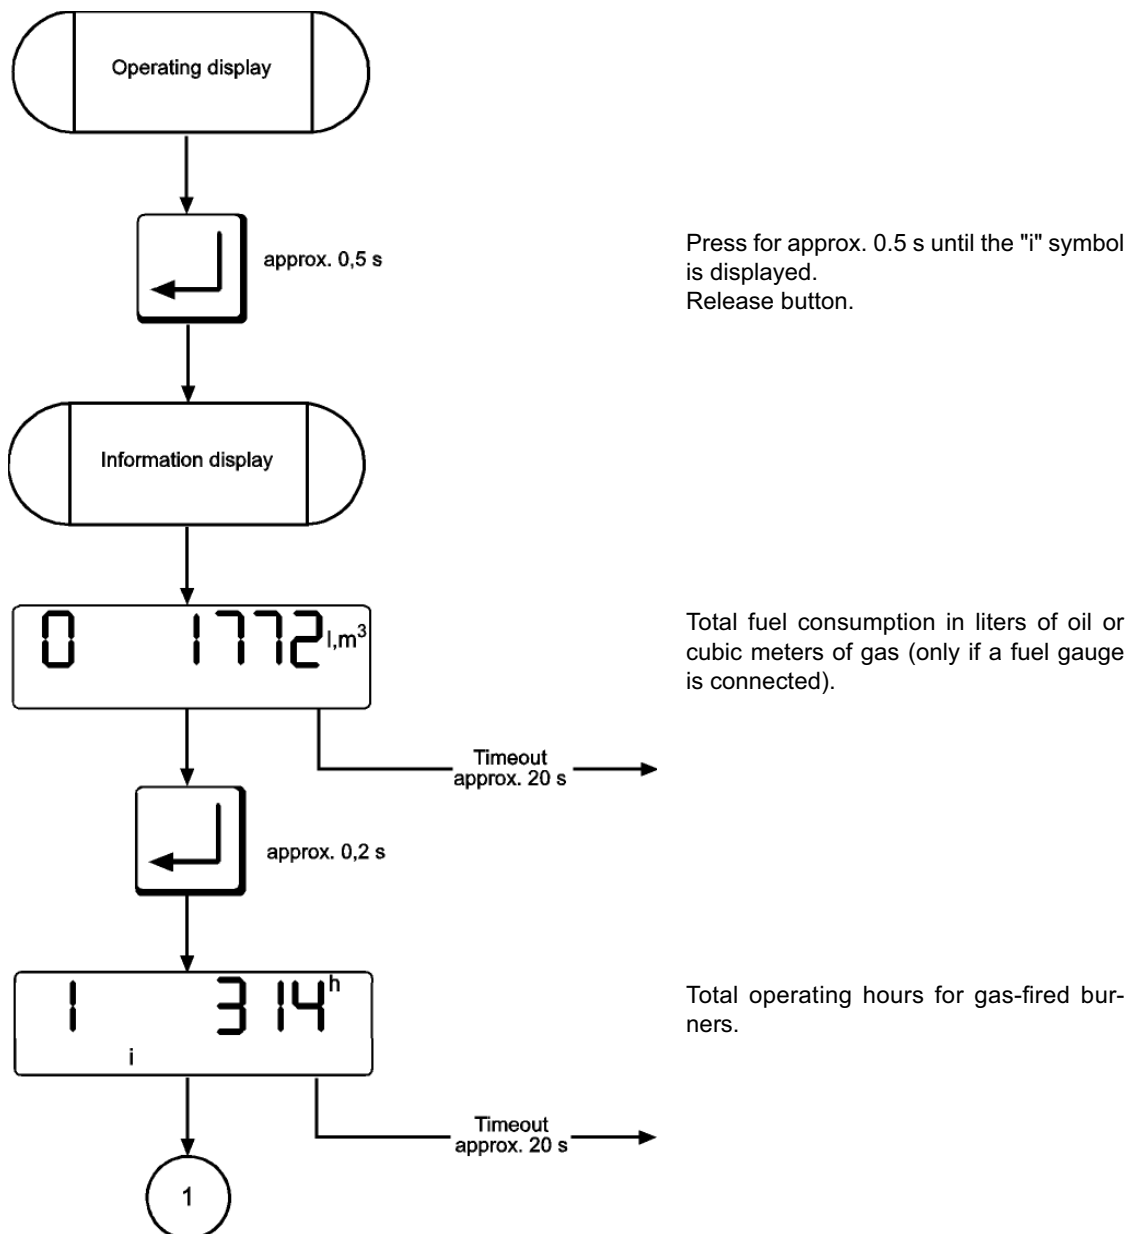 Operating display
approx. 0,5 s
Press for approx. 0.5 s until the "i" symbol
is displayed.
Release button.
Information display
0 1772 l,m³
Total fuel consumption in liters of oil or
cubic meters of gas (only if a fuel gauge
is connected).
Timeout
approx. 20 s
approx. 0,2 s
1 314 h
i
Total operating hours for gas-fired bur-
ners.
Timeout
approx. 20 s
1